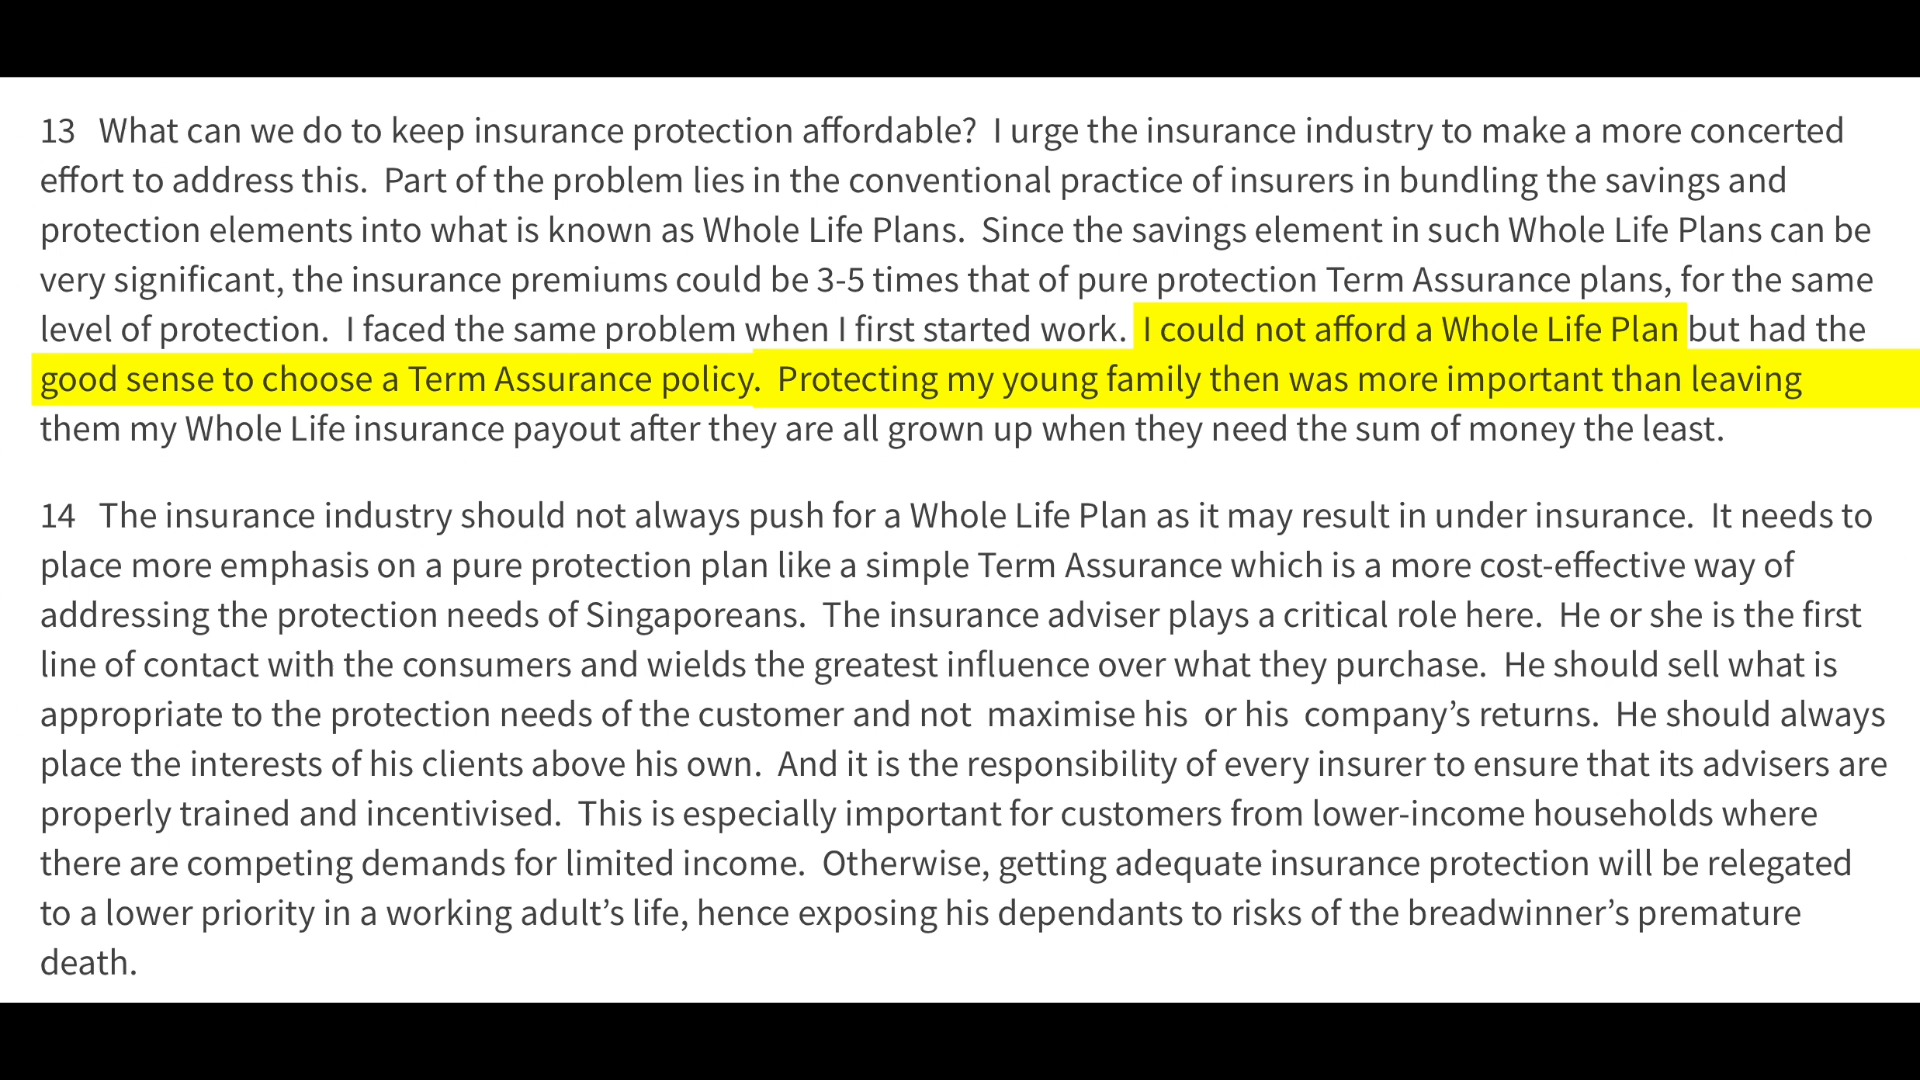 13 What can we do to keep insurance protection affordable? I urge the insurance industry to make a more concerted
effort to address this. Part of the problem lies in the conventional practice of insurers in bundling the savings and
protection elements into what is known as Whole Life Plans. Since the savings element in such Whole Life Plans can be
very significant, the insurance premiums could be 3-5 times that of pure protection Term Assurance plans, for the same
level of protection. I faced the same problem when I first started work. I could not afford a Whole Life Plan but had the
good sense to choose a Term Assurance policy. Protecting my young family then was more important than leaving
them my Whole Life insurance payout after they are all grown up when they need the sum of money the least.
14 The insurance industry should not always push for a Whole Life Plan as it may result in under insurance. It needs to
place more emphasis on a pure protection plan like a simple Term Assurance which is a more cost-effective way of
addressing the protection needs of Singaporeans. The insurance adviser plays a critical role here. He or she is the first
line of contact with the consumers and wields the greatest influence over what they purchase. He should sell what is
appropriate to the protection needs of the customer and not maximise his or his company’s returns. He should always
place the interests of his clients above his own. And it is the responsibility of every insurer to ensure that its advisers are
properly trained and incentivised. This is especially important for customers from lower-income households where
there are competing demands for limited income. Otherwise, getting adequate insurance protection will be relegated
to a lower priority in a working adult’s life, hence exposing his dependants to risks of the breadwinner’s premature
death.